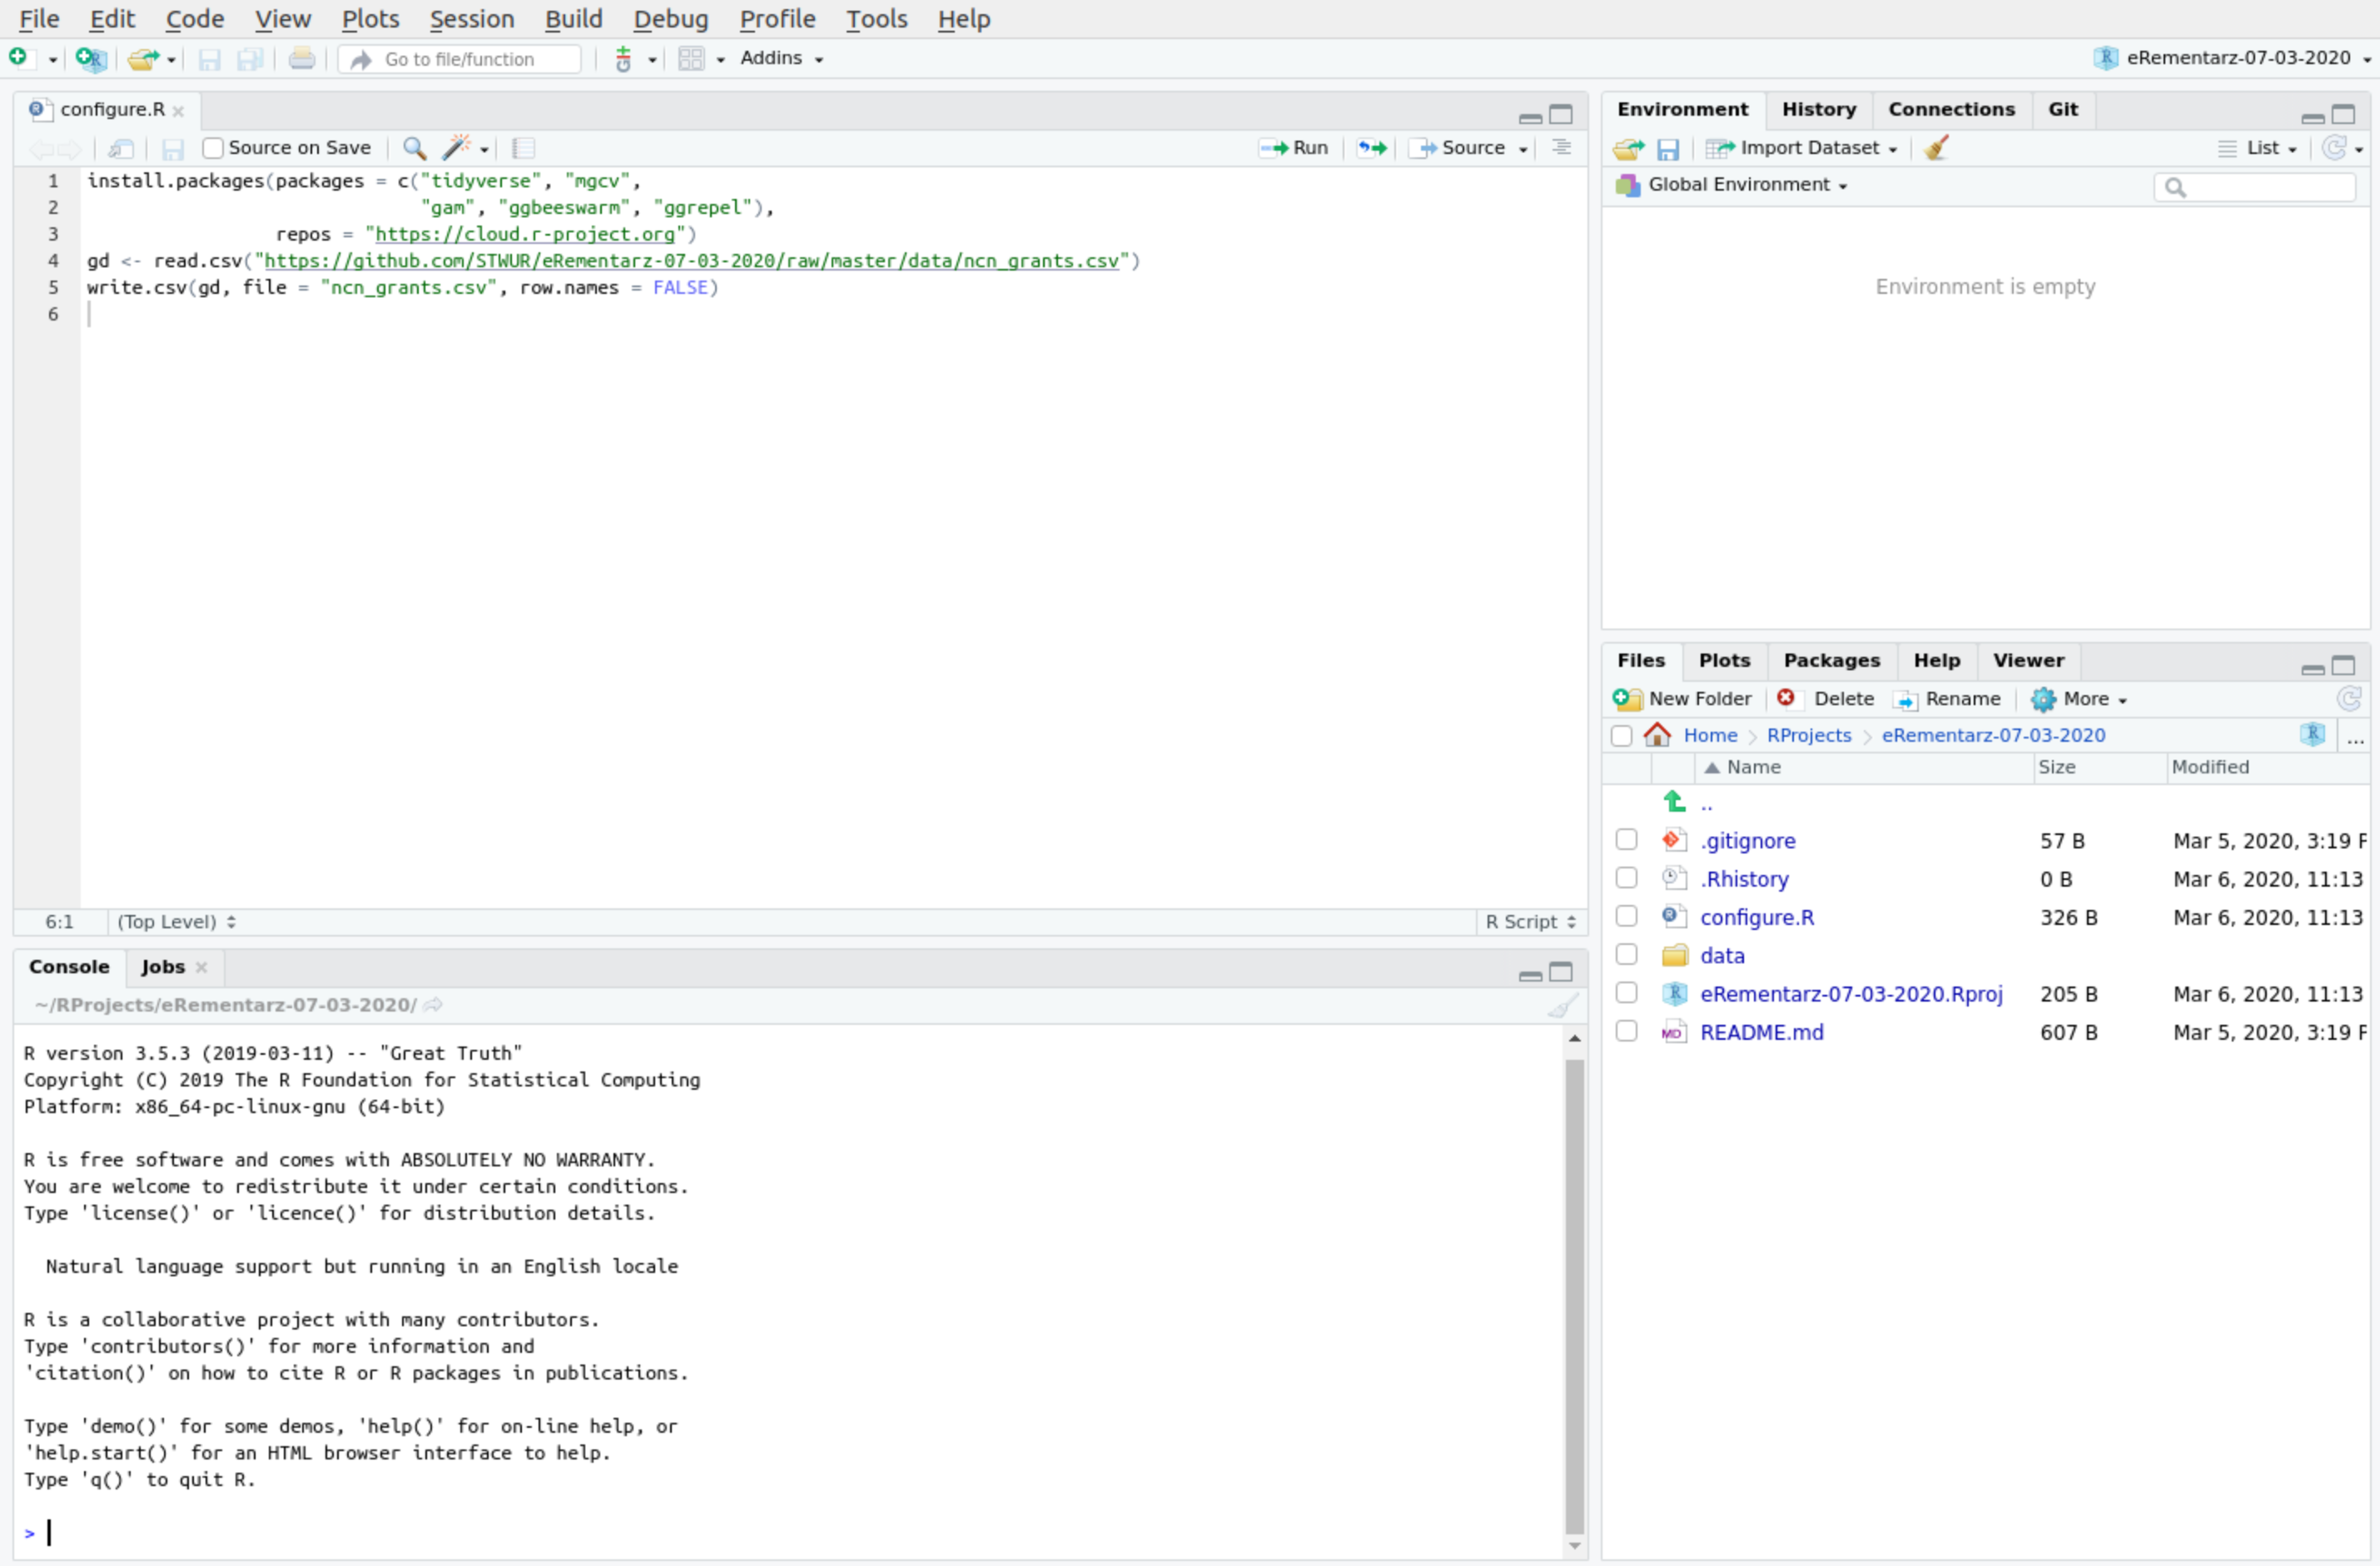 File Edit Code View Plots Session Build Debug Profile Tools Help
Go to file/function Addins eRementarz-07-03-2020
configure.R
Source on Save Run Source
1 install.packages(packages = c("tidyverse", "mgcv",
2 "gam", "ggbeeswarm", "ggrepel"),
3 repos = "https://cloud.r-project.org")
4 gd <- read.csv("https://github.com/STWUR/eRementarz-07-03-2020/raw/master/data/ncn_grants.csv")
5 write.csv(gd, file = "ncn_grants.csv", row.names = FALSE)
6
6:1 (Top Level) R Script
Console Jobs
~/RProjects/eRementarz-07-03-2020/
R version 3.5.3 (2019-03-11) -- "Great Truth"
Copyright (C) 2019 The R Foundation for Statistical Computing
Platform: x86_64-pc-linux-gnu (64-bit)
R is free software and comes with ABSOLUTELY NO WARRANTY.
You are welcome to redistribute it under certain conditions.
Type 'license()' or 'licence()' for distribution details.
Natural language support but running in an English locale
R is a collaborative project with many contributors.
Type 'contributors()' for more information and
'citation()' on how to cite R or R packages in publications.
Type 'demo()' for some demos, 'help()' for on-line help, or
'help.start()' for an HTML browser interface to help.
Type 'q()' to quit R.
>
Environment History Connections Git
Import Dataset List
Global Environment
Environment is empty
Files Plots Packages Help Viewer
New Folder Delete Rename More
Home RProjects eRementarz-07-03-2020 ...
Name Size Modified
..
.gitignore 57 B Mar 5, 2020, 3:19 P
.Rhistory 0 B Mar 6, 2020, 11:13
configure.R 326 B Mar 6, 2020, 11:13
data
eRementarz-07-03-2020.Rproj 205 B Mar 6, 2020, 11:13
README.md 607 B Mar 5, 2020, 3:19 P